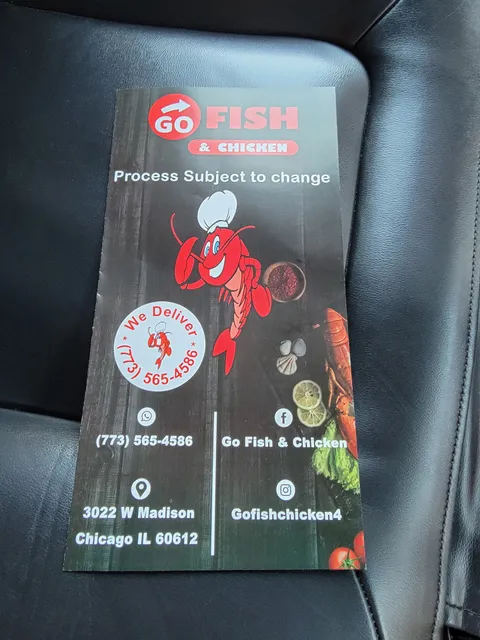 GO FISH
& CHICKEN
Process Subject to change
We Deliver
(773) 565-4586
(773) 565-4586
Go Fish & Chicken
3022 W Madison
Chicago IL 60612
Gofishchicken4